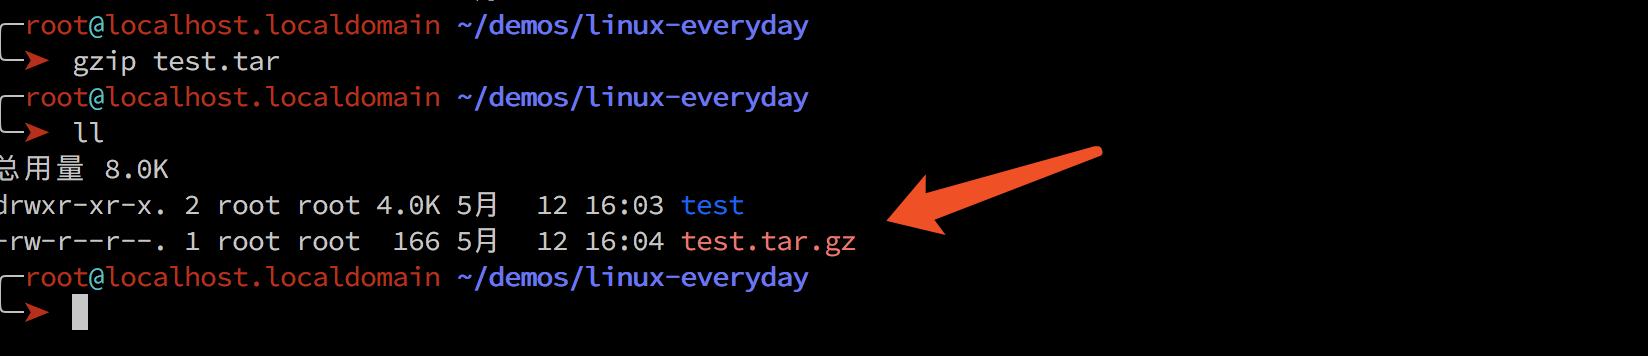 root@localhost.localdomain ~/demos/linux-everyday
gzip test.tar
root@localhost.localdomain ~/demos/linux-everyday
ll
总用量 8.0K
drwxr-xr-x. 2 root root 4.0K 5月 12 16:03 test
-rw-r--r--. 1 root root 166 5月 12 16:04 test.tar.gz
root@localhost.localdomain ~/demos/linux-everyday